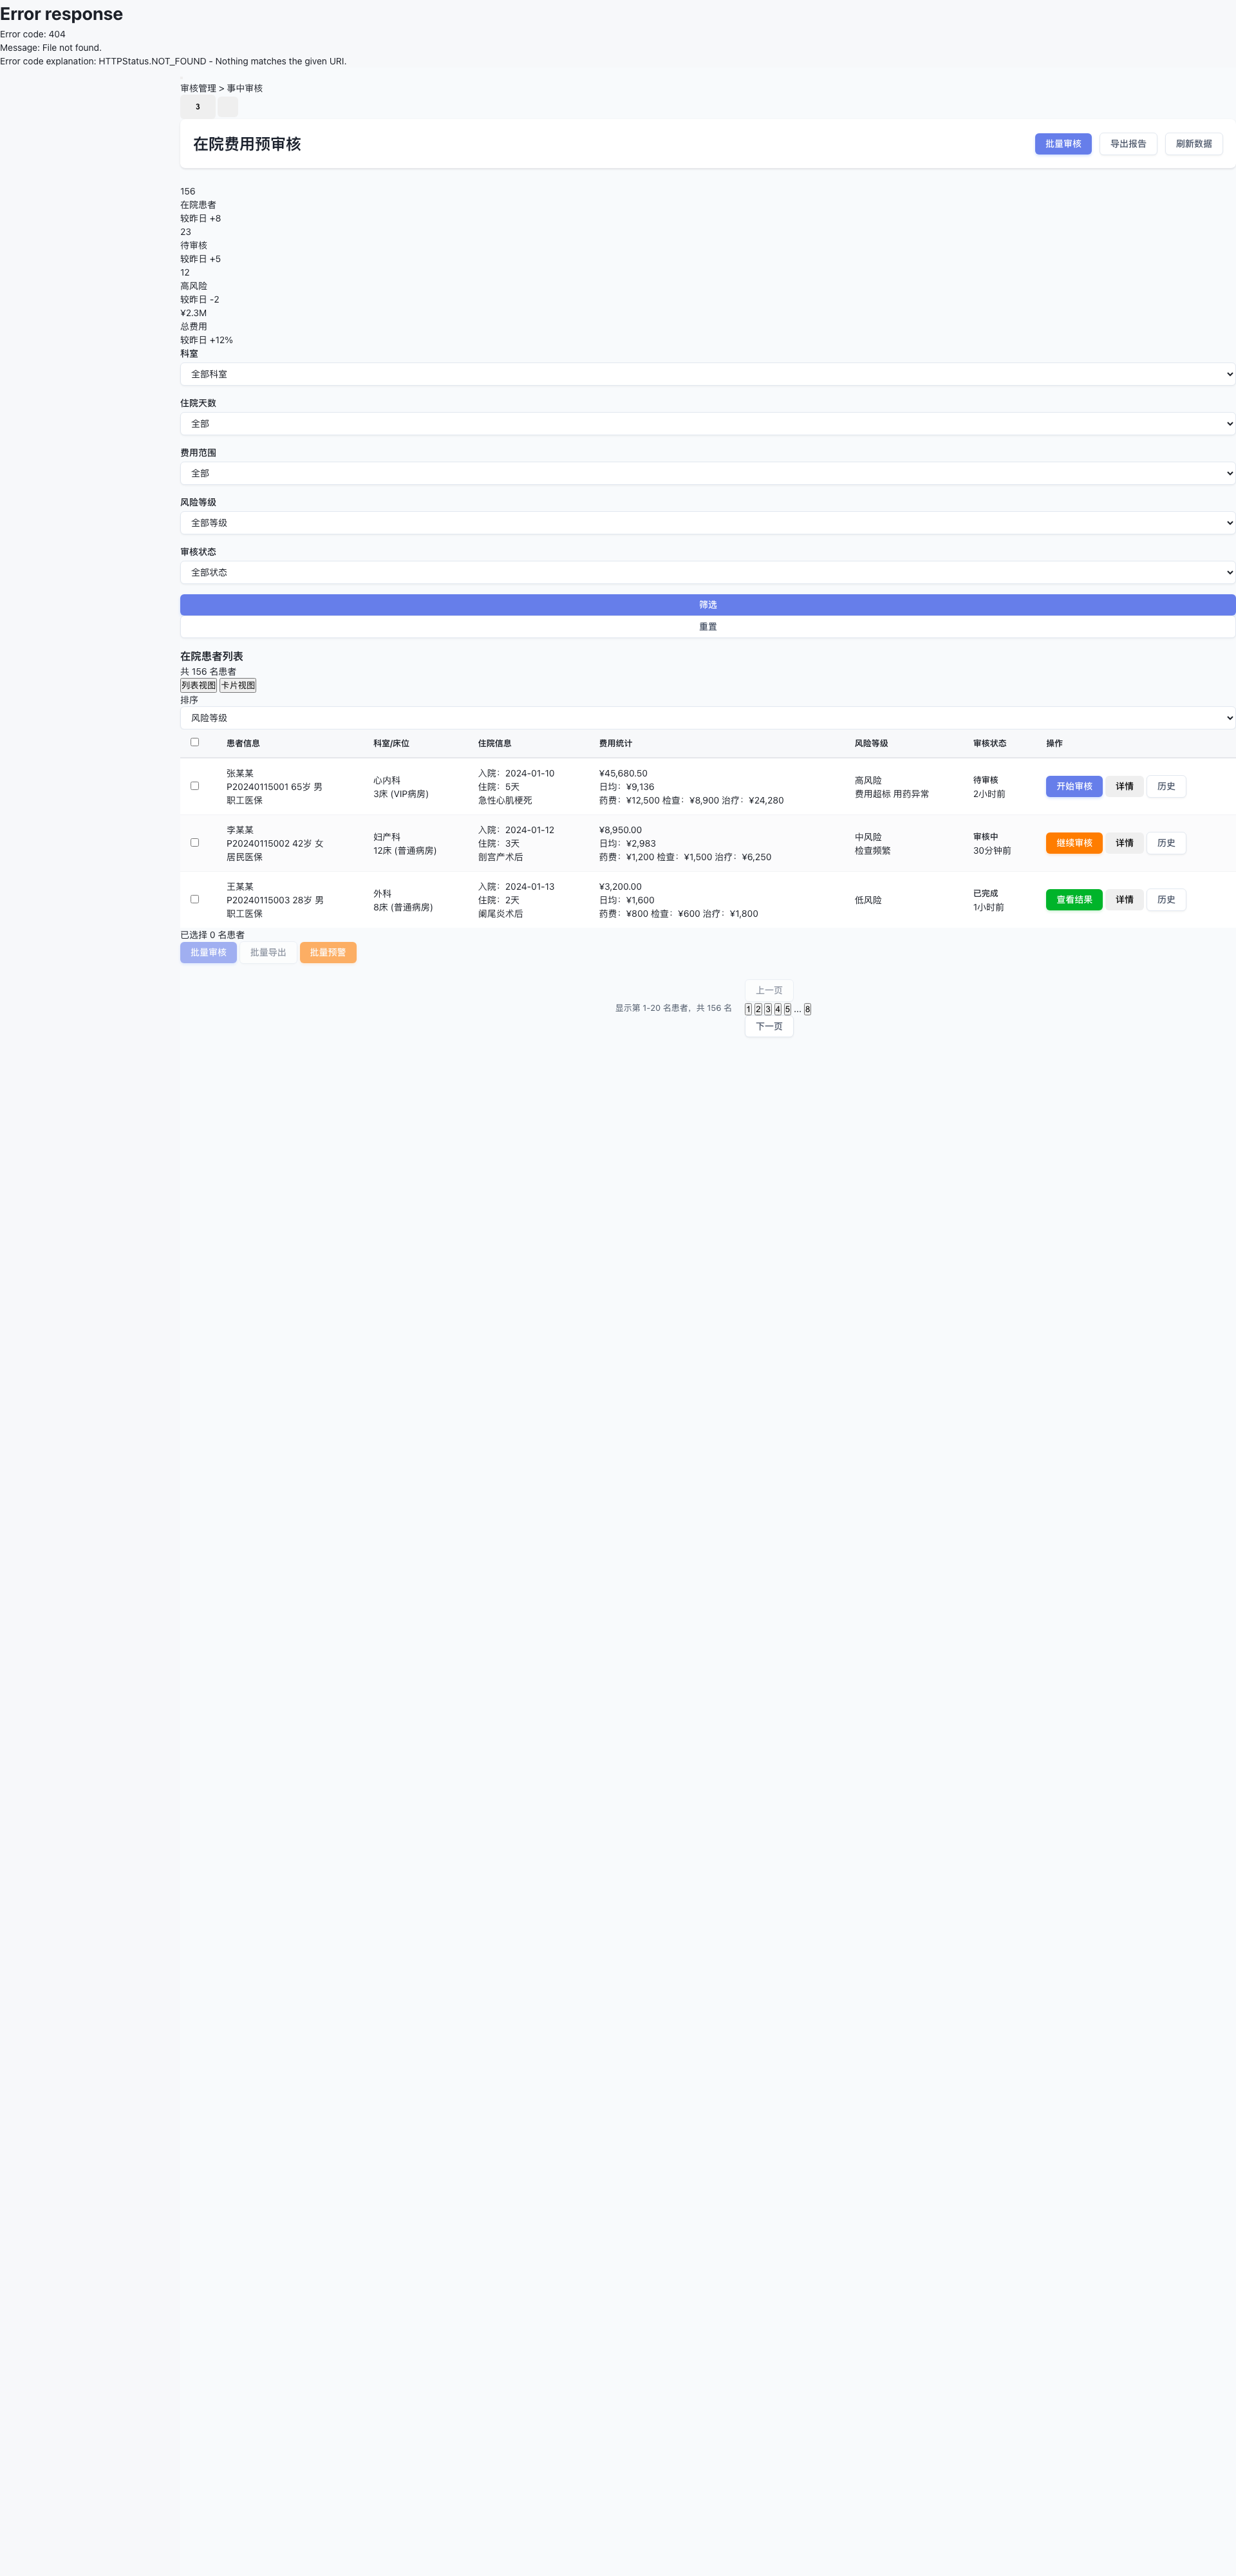 Error response
Error code: 404
Message: File not found.
Error code explanation: HTTPStatus.NOT_FOUND - Nothing matches the given URI.
审核管理 > 事中审核
3
在院费用预审核
批量审核 导出报告 刷新数据
156
在院患者
较昨日 +8
23
待审核
较昨日 +5
12
高风险
较昨日 -2
¥2.3M
总费用
较昨日 +12%
科室
全部科室
住院天数
全部
费用范围
全部
风险等级
全部等级
审核状态
全部状态
筛选
重置
在院患者列表
共 156 名患者
列表视图 卡片视图
排序
风险等级
患者信息 科室/床位 住院信息 费用统计 风险等级 审核状态 操作
张某某
P20240115001 65岁 男
职工医保
心内科
3床 (VIP病房)
入院：2024-01-10
住院：5天
急性心肌梗死
¥45,680.50
日均：¥9,136
药费：¥12,500 检查：¥8,900 治疗：¥24,280
高风险
费用超标 用药异常
待审核
2小时前
开始审核 详情 历史
李某某
P20240115002 42岁 女
居民医保
妇产科
12床 (普通病房)
入院：2024-01-12
住院：3天
剖宫产术后
¥8,950.00
日均：¥2,983
药费：¥1,200 检查：¥1,500 治疗：¥6,250
中风险
检查频繁
审核中
30分钟前
继续审核 详情 历史
王某某
P20240115003 28岁 男
职工医保
外科
8床 (普通病房)
入院：2024-01-13
住院：2天
阑尾炎术后
¥3,200.00
日均：¥1,600
药费：¥800 检查：¥600 治疗：¥1,800
低风险
已完成
1小时前
查看结果 详情 历史
已选择 0 名患者
批量审核 批量导出 批量预警
显示第 1-20 名患者，共 156 名
上一页
1 2 3 4 5 ... 8
下一页